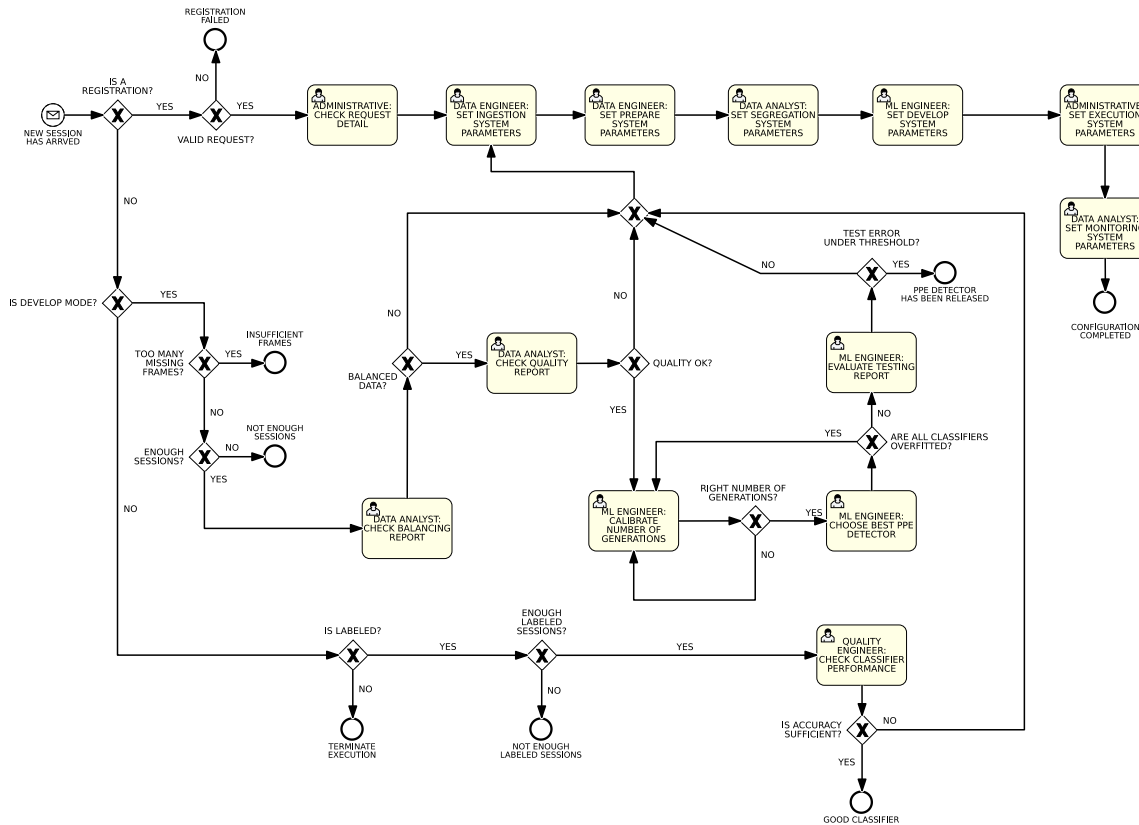 REGISTRATION
FAILED
IS A
REGISTRATION?
NO
YES
YES
NEW SESSION
HAS ARRVED
VALID REQUEST?
ADMINISTRATIVE:
CHECK REQUEST
DETAIL
DATA ENGINEER:
SET INGESTION
SYSTEM
PARAMETERS
DATA ENGINEER:
SET PREPARE
SYSTEM
PARAMETERS
DATA ANALYST:
SET SEGREGATION
SYSTEM
PARAMETERS
ML ENGINEER:
SET DEVELOP
SYSTEM
PARAMETERS
ADMINISTRATIVE:
SET EXECUTION
SYSTEM
PARAMETERS
NO
DATA ANALYST:
SET MONITORING
SYSTEM
PARAMETERS
CONFIGURATION
COMPLETED
TEST ERROR
UNDER THRESHOLD?
NO
YES
PPE DETECTOR
HAS BEEN RELEASED
IS DEVELOP MODE?
YES
TOO MANY
MISSING
FRAMES?
YES
INSUFFICIENT
FRAMES
NO
NO
NO
BALANCED
DATA?
YES
DATA ANALYST:
CHECK QUALITY
REPORT
QUALITY OK?
YES
ML ENGINEER:
EVALUATE TESTING
REPORT
NO
ENOUGH
SESSIONS?
NO
NOT ENOUGH
SESSIONS
YES
YES
ARE ALL CLASSIFIERS
OVERFITTED?
NO
DATA ANALYST:
CHECK BALANCING
REPORT
ML ENGINEER:
CALIBRATE
NUMBER OF
GENERATIONS
RIGHT NUMBER OF
GENERATIONS?
YES
NO
ML ENGINEER:
CHOOSE BEST PPE
DETECTOR
IS LABELED?
YES
NO
TERMINATE
EXECUTION
ENOUGH
LABELED
SESSIONS?
YES
NO
NOT ENOUGH
LABELED SESSIONS
QUALITY
ENGINEER:
CHECK CLASSIFIER
PERFORMANCE
IS ACCURACY
SUFFICIENT?
NO
YES
GOOD CLASSIFIER